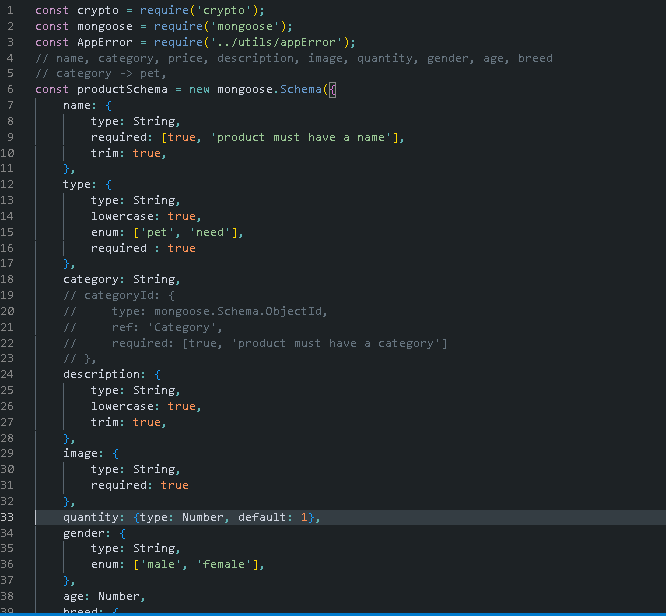 1 const crypto = require('crypto');
2 const mongoose = require('mongoose');
3 const AppError = require('../utils/appError');
4 // name, category, price, description, image, quantity, gender, age, breed
5 // category -> pet,
6 const productSchema = new mongoose.Schema({
7 name: {
8 type: String,
9 required: [true, 'product must have a name'],
10 trim: true,
11 },
12 type: {
13 type: String,
14 lowercase: true,
15 enum: ['pet', 'need'],
16 required : true
17 },
18 category: String,
19 // categoryId: {
20 // type: mongoose.Schema.ObjectId,
21 // ref: 'Category',
22 // required: [true, 'product must have a category']
23 // },
24 description: {
25 type: String,
26 lowercase: true,
27 trim: true,
28 },
29 image: {
30 type: String,
31 required: true
32 },
33 quantity: {type: Number, default: 1},
34 gender: {
35 type: String,
36 enum: ['male', 'female'],
37 },
38 age: Number,
39 breed: {